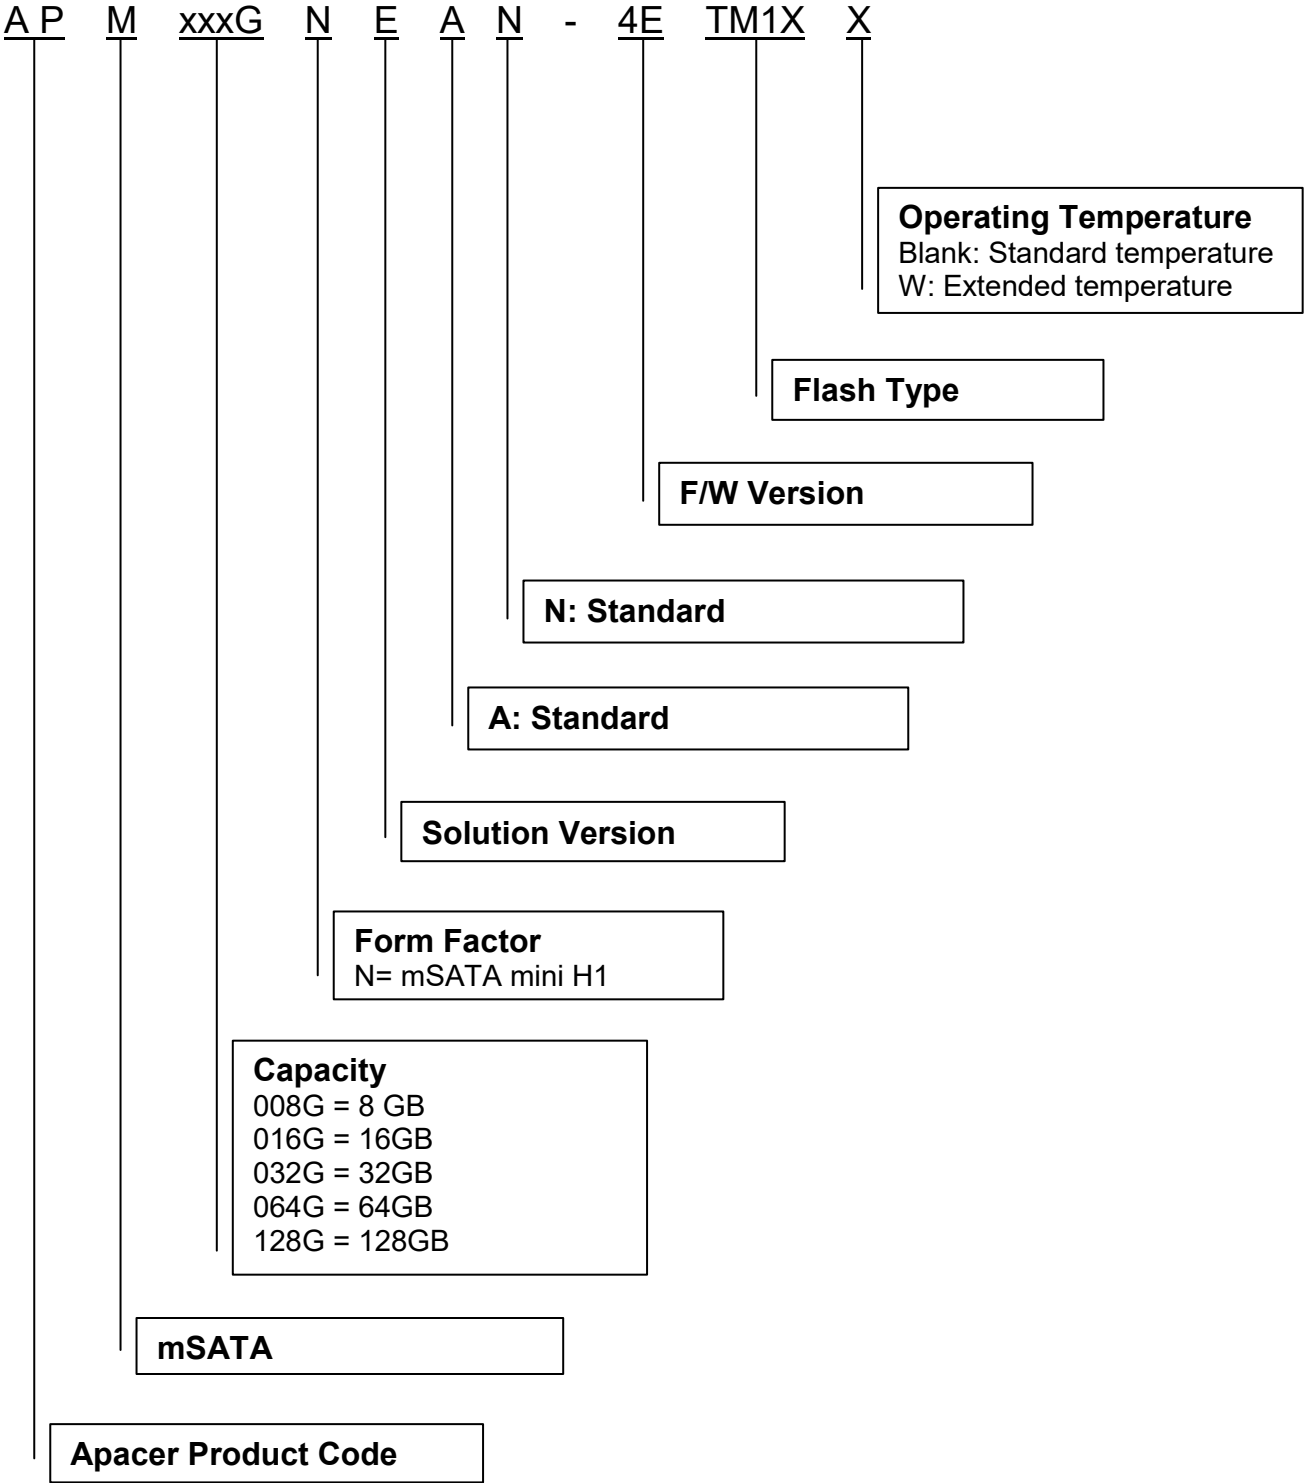 A P M xxxG N E A N - 4E TM1X X
Operating Temperature
Blank: Standard temperature
W: Extended temperature
Flash Type
F/W Version
N: Standard
A: Standard
Solution Version
Form Factor
N= mSATA mini H1
Capacity
008G = 8 GB
016G = 16GB
032G = 32GB
064G = 64GB
128G = 128GB
mSATA
Apacer Product Code